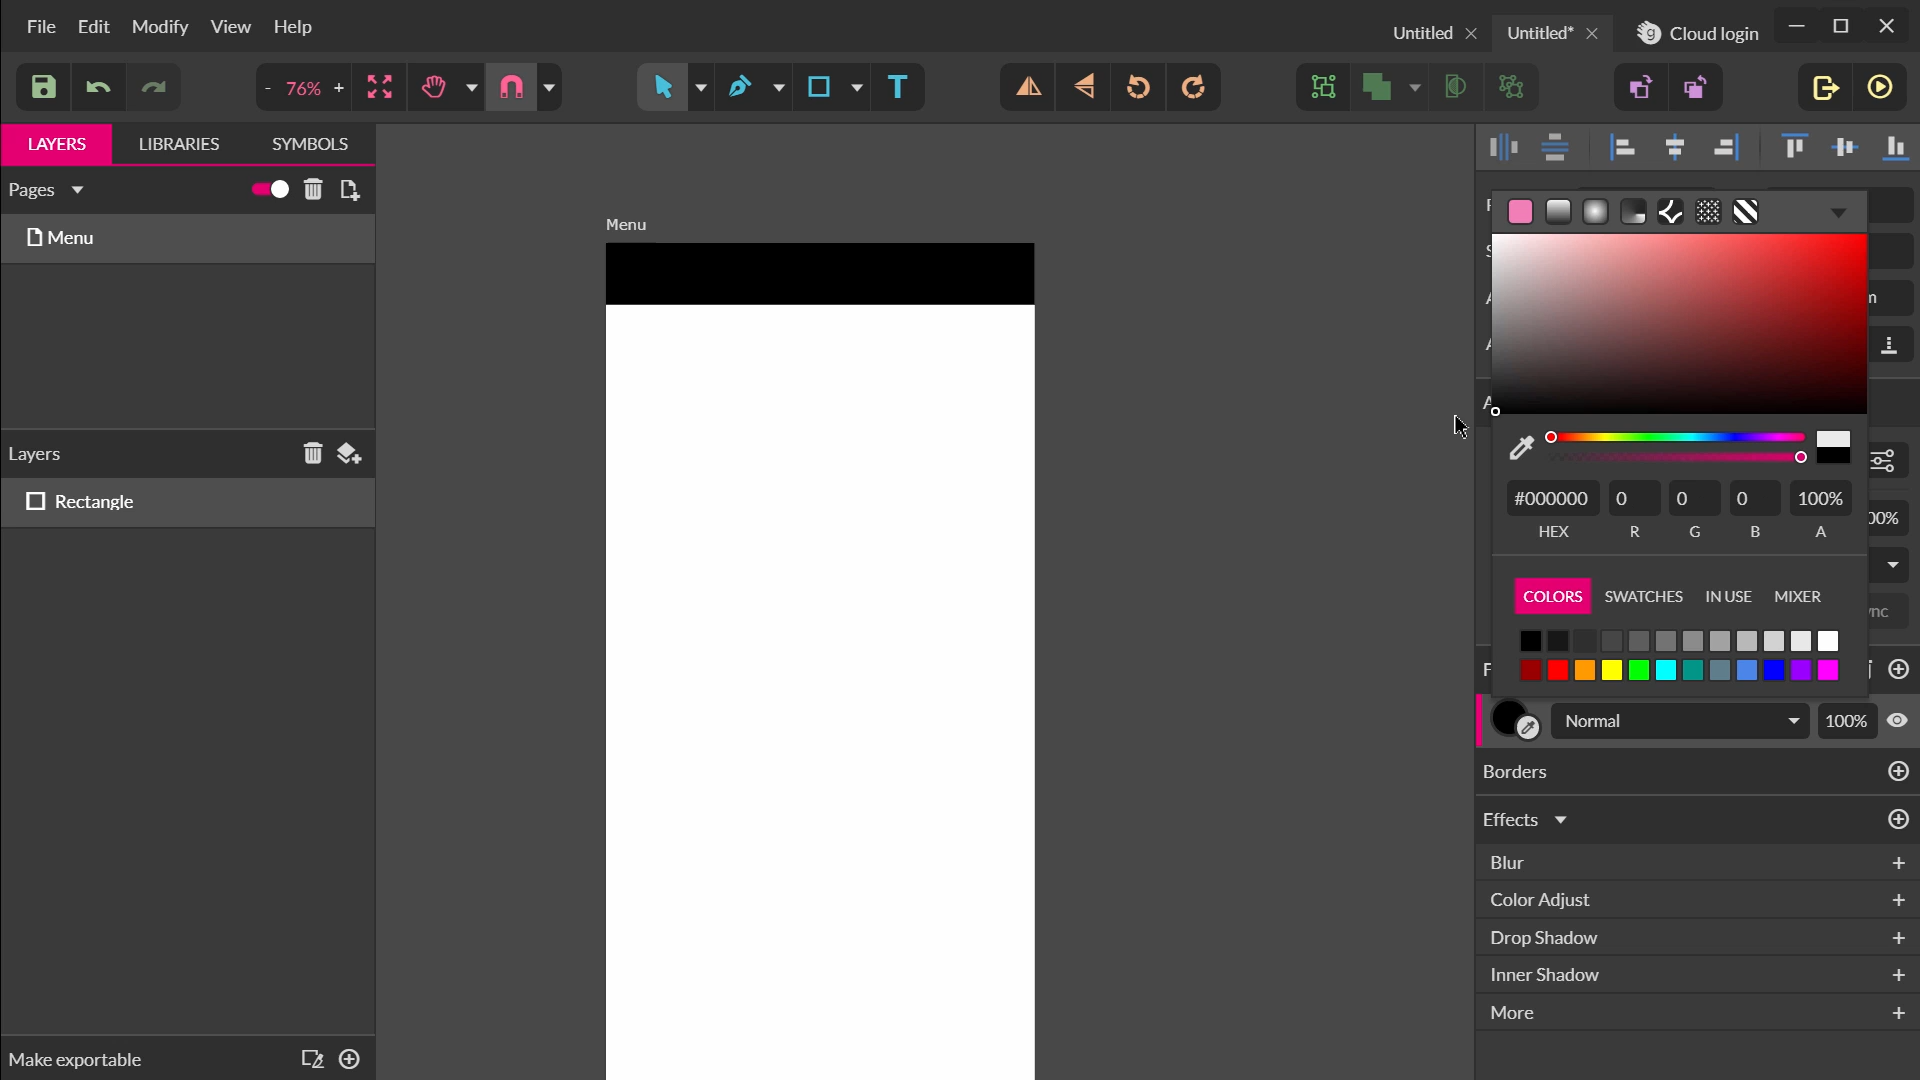 File Edit Modify View Help
Untitled Untitled* Cloud login
- 76% +
LAYERS LIBRARIES SYMBOLS
Pages
Menu
Layers
Rectangle
Make exportable
Menu
#000000 0 0 0 100%
HEX R G B A
COLORS SWATCHES IN USE MIXER
Normal 100%
Borders
Effects
Blur +
Color Adjust +
Drop Shadow +
Inner Shadow +
More +